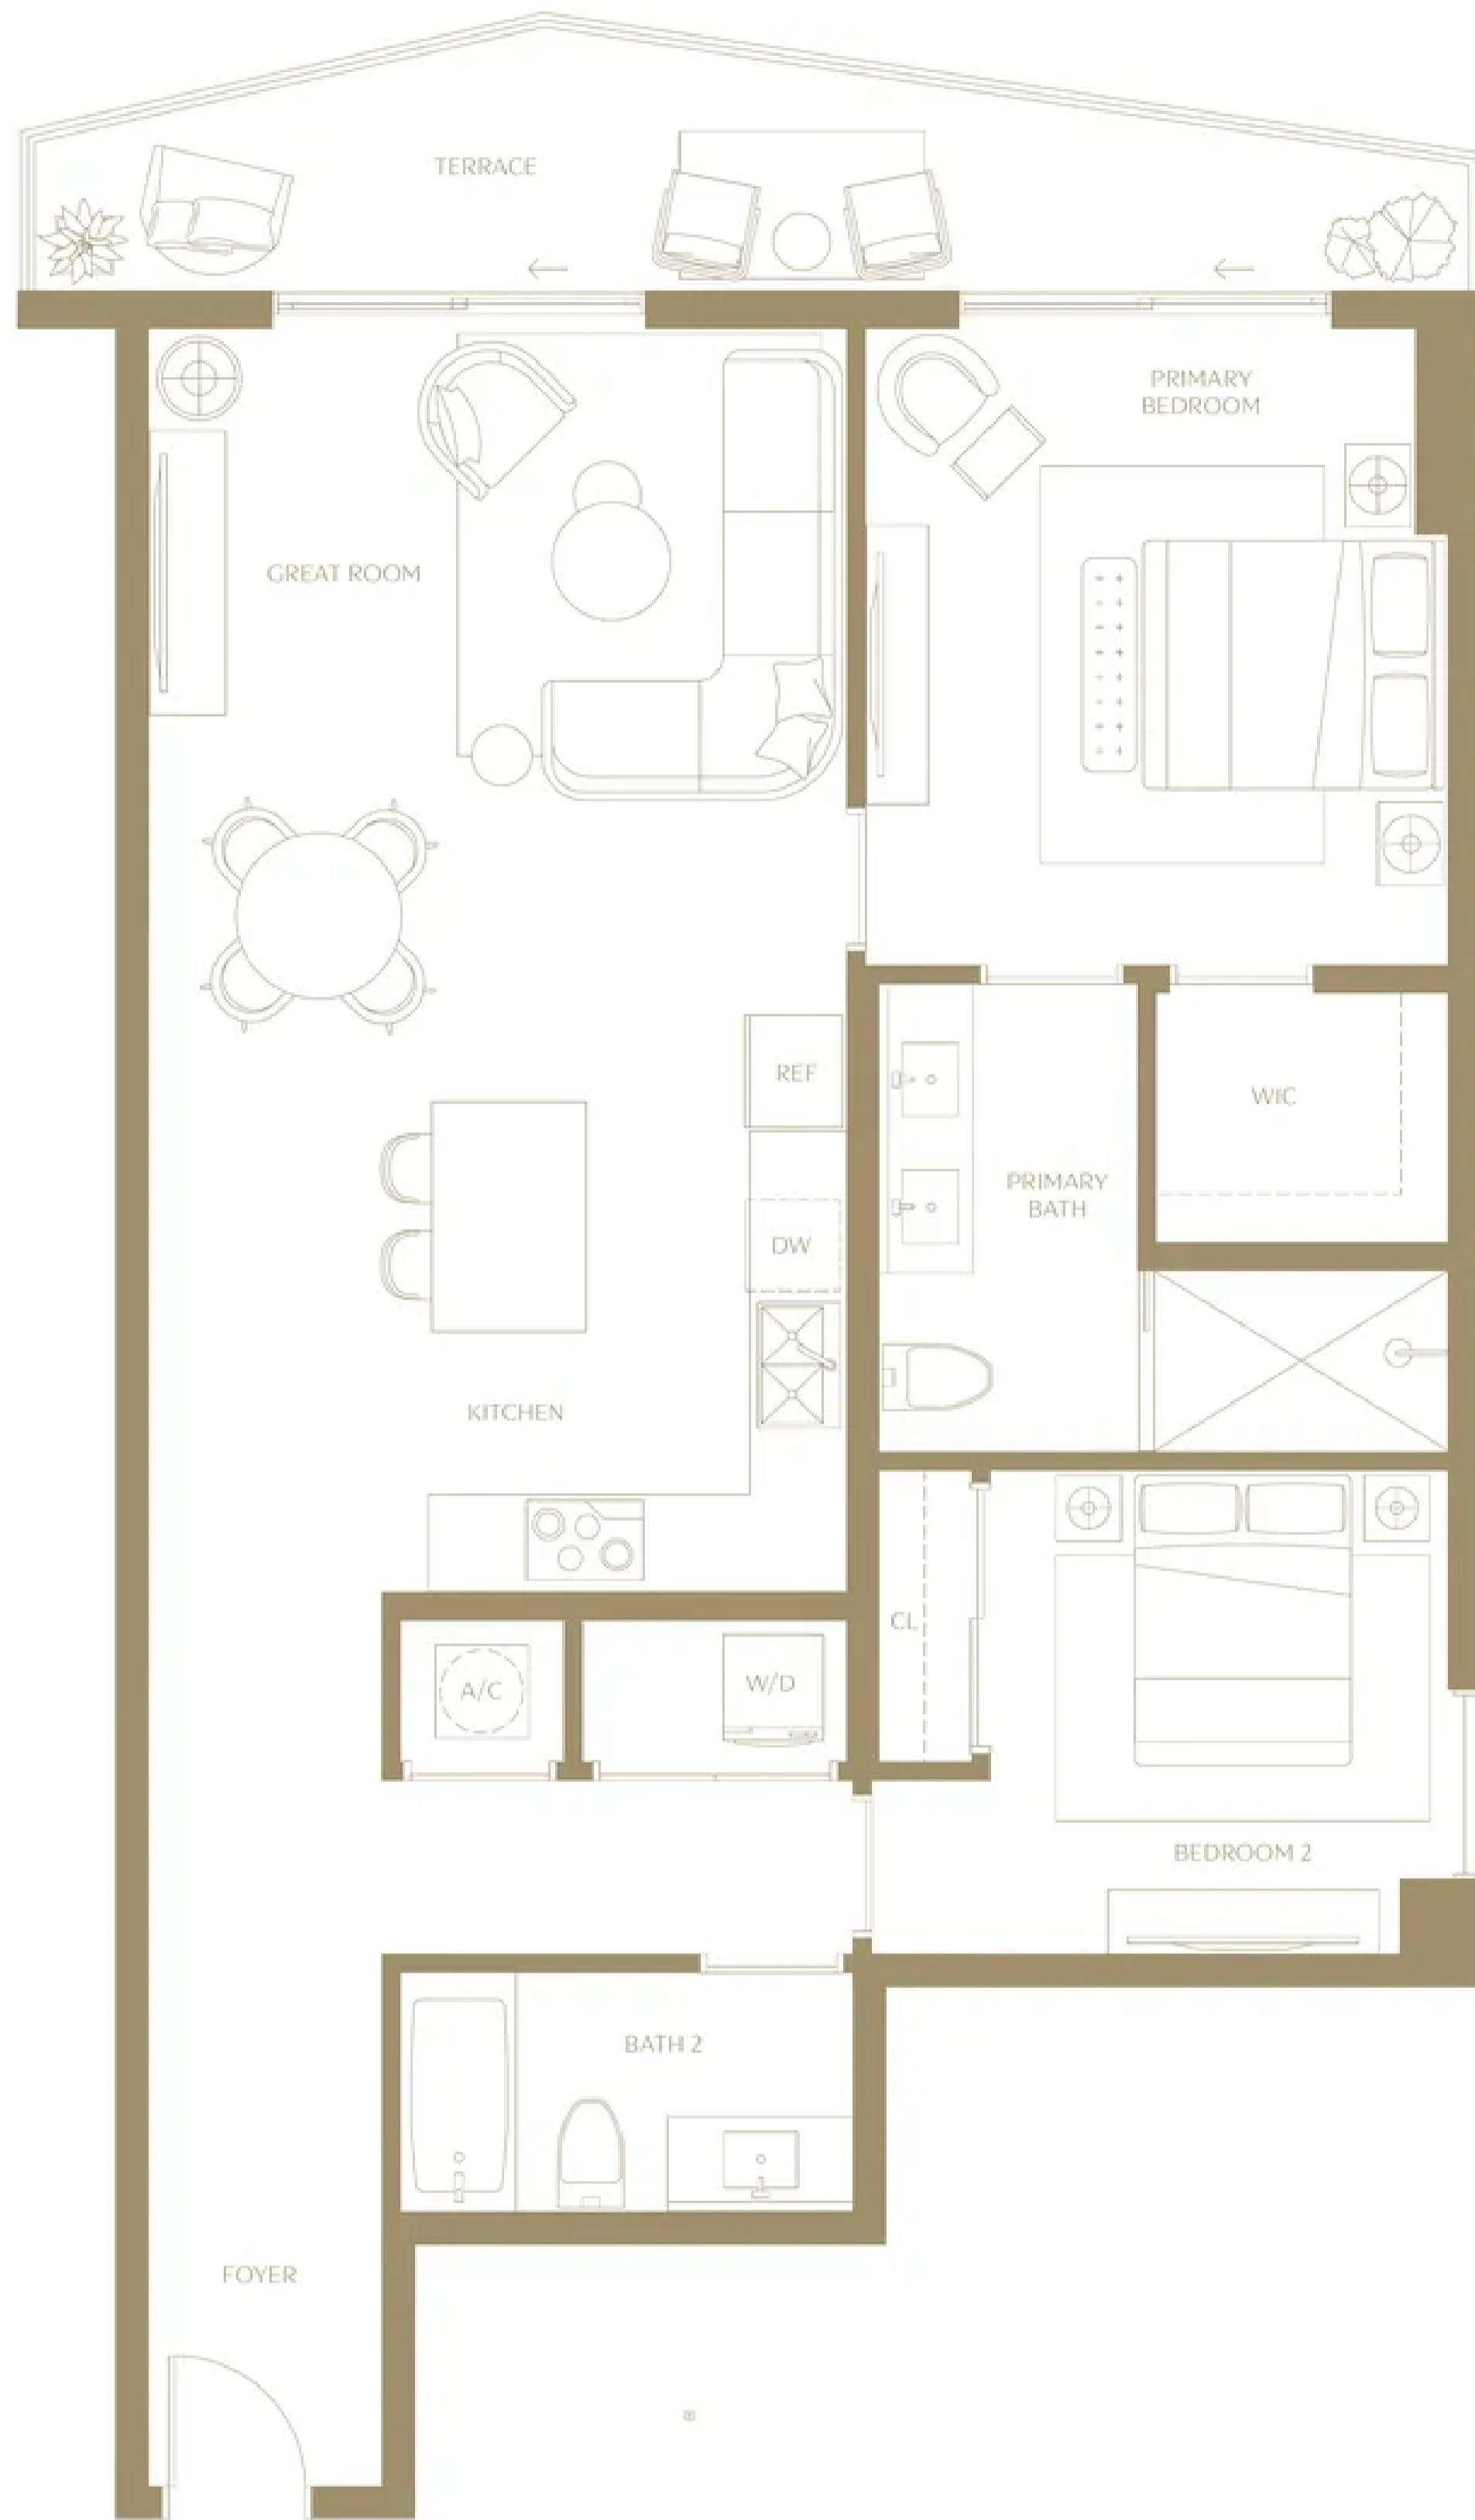 TERRACE
PRIMARY
BEDROOM
GREAT ROOM
REF
WIC
PRIMARY
BATH
DW
KITCHEN
CL
A/C
W/D
BEDROOM 2
BATH 2
FOYER